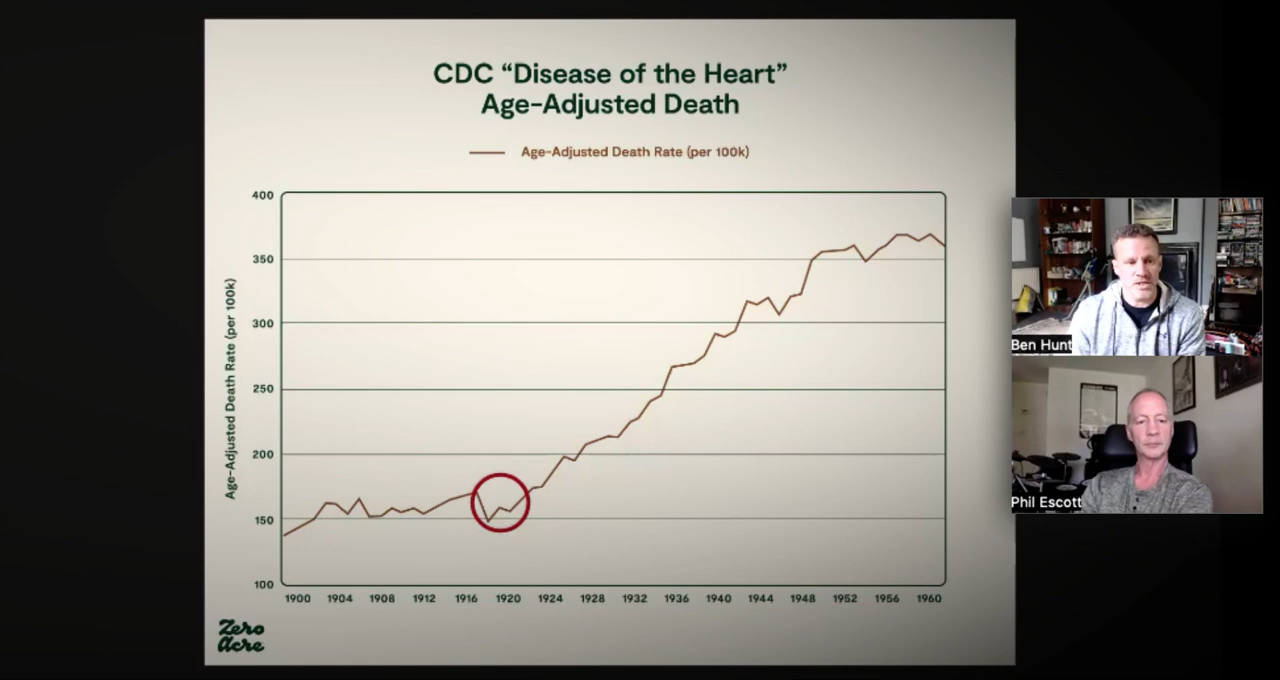 CDC “Disease of the Heart”
Age-Adjusted Death
Age-Adjusted Death Rate (per 100k)
Age-Adjusted Death Rate (per 100k)
400
350
300
250
200
150
100
1900 1904 1908 1912 1916 1920 1924 1928 1932 1936 1940 1944 1948 1952 1956 1960
Zero
Acre
Ben Hunt
Phil Escott